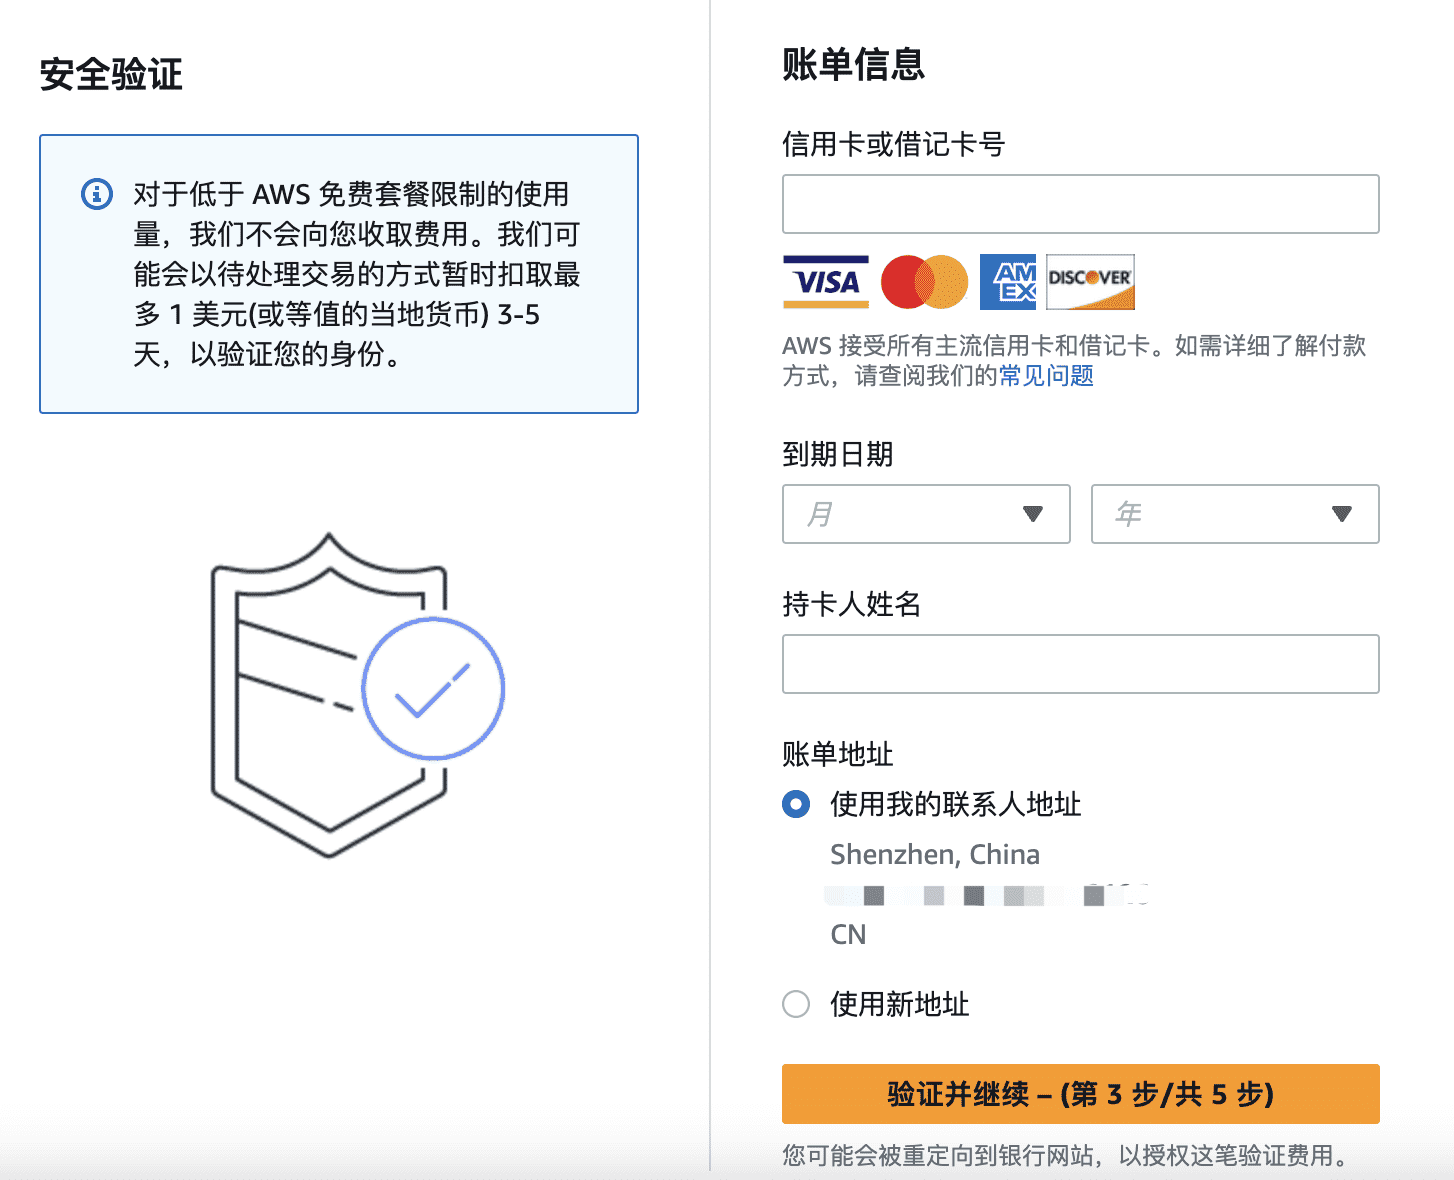 安全验证
对于低于 AWS 免费套餐限制的使用
量，我们不会向您收取费用。我们可
能会以待处理交易的方式暂时扣取最
多 1 美元(或等值的当地货币) 3-5
天，以验证您的身份。
账单信息
信用卡或借记卡号
VISA
AM
EX
DISCOVER
AWS 接受所有主流信用卡和借记卡。如需详细了解付款
方式，请查阅我们的常见问题
到期日期
月
年
持卡人姓名
账单地址
使用我的联系人地址
Shenzhen, China
CN
使用新地址
验证并继续 – (第 3 步/共 5 步)
您可能会被重定向到银行网站，以授权这笔验证费用。